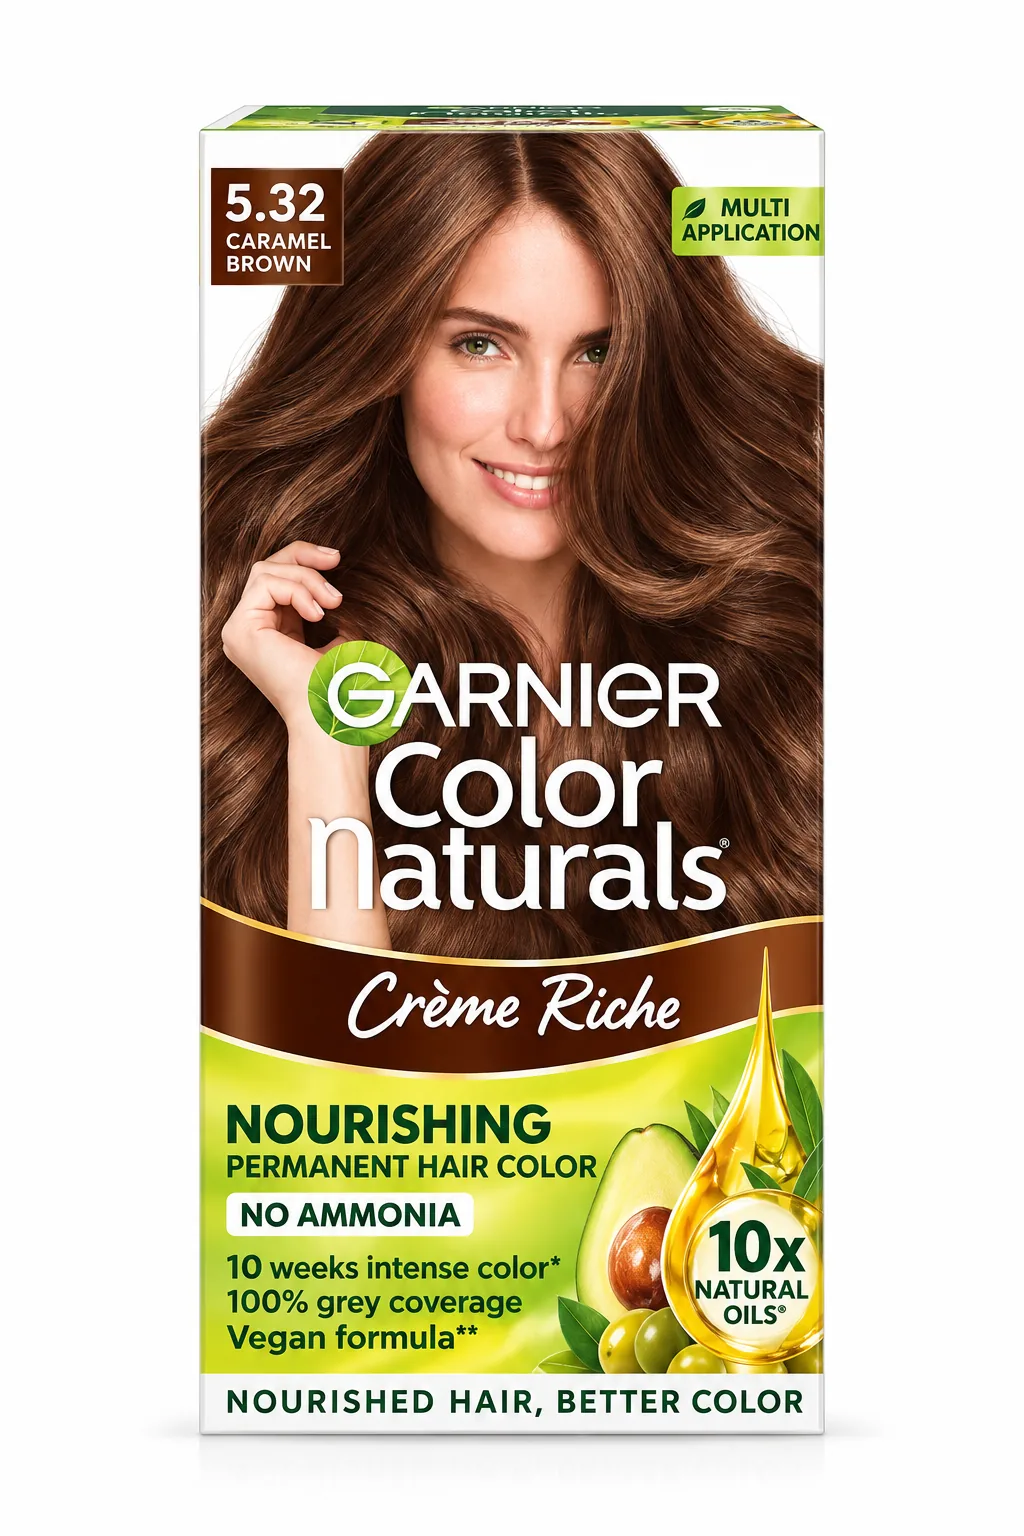 5.32
CARAMEL
BROWN
MULTI
APPLICATION
GARNIER
Color
Naturals®
Crème Riche
NOURISHING
PERMANENT HAIR COLOR
NO AMMONIA
10 weeks intense color*
100% grey coverage
Vegan formula**
10x
NATURAL
OILS®
NOURISHED HAIR, BETTER COLOR